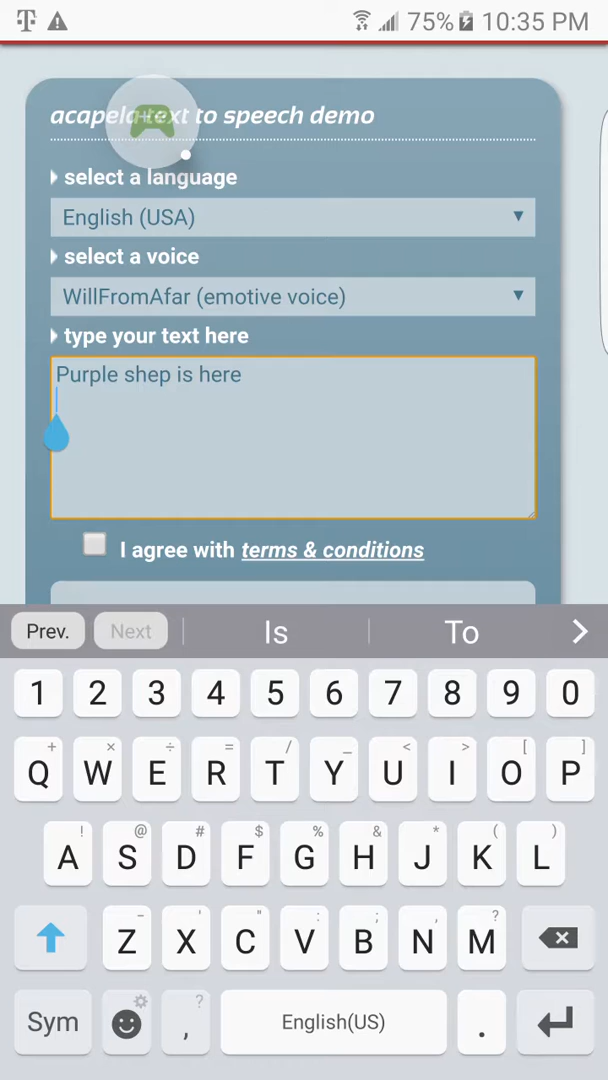 75% 10:35 PM
acapela text to speech demo
select a language
English (USA)
select a voice
WillFromAfar (emotive voice)
type your text here
Purple shep is here
I agree with terms & conditions
Prev. Next Is To
1 2 3 4 5 6 7 8 9 0
+ × ÷ = / _ < > [ ]
Q W E R T Y U I O P
! @ # $ % & * ( )
A S D F G H J K L
- ' " : ; , ?
Z X C V B N M
?
Sym , English(US) .